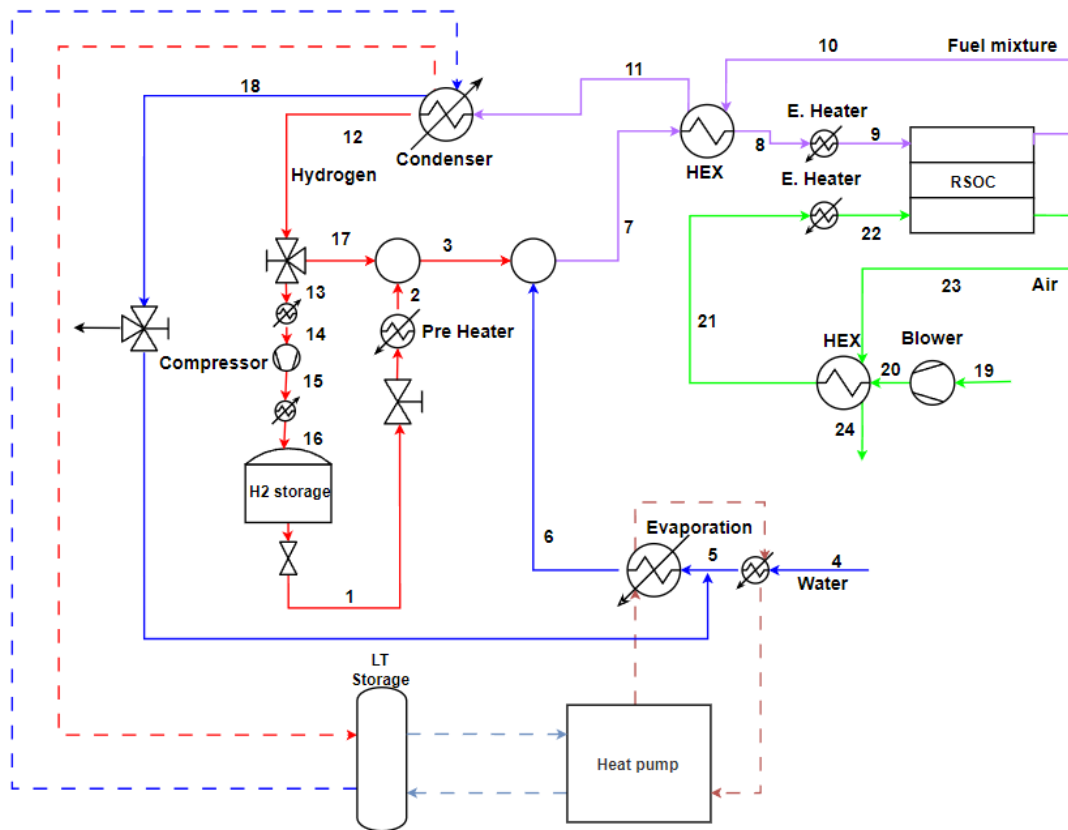 10
Fuel mixture
11
18
E. Heater
9
12
Condenser
8
HEX
Hydrogen
E. Heater
RSOC
17
3
7
22
13
2
23
Air
14
Pre Heater
21
Compressor
HEX
Blower
15
20
19
16
24
H2 storage
Evaporation
6
5
4
Water
1
LT
Storage
Heat pump